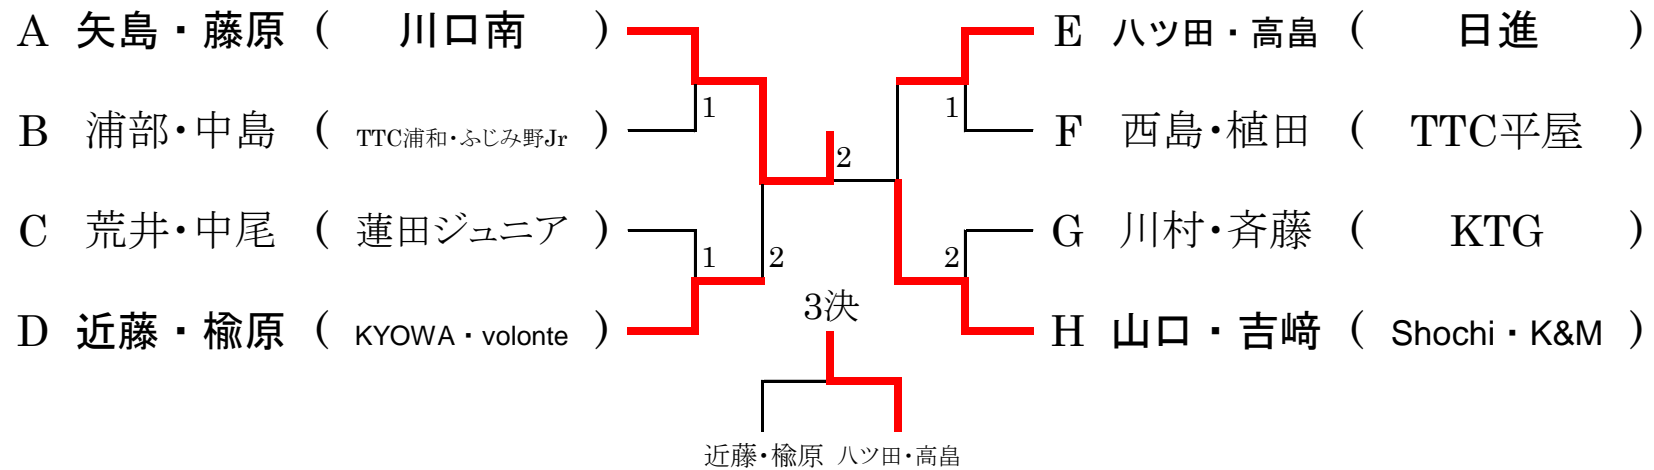 A 矢島・藤原 ( 川口南 )
B 浦部・中島 ( TTC浦和・ふじみ野Jr )
C 荒井・中尾 ( 蓮田ジュニア )
D 近藤・楡原 ( KYOWA・volonte )
1
1
2
2
3決
1
2
E 八ツ田・高畠 ( 日進 )
F 西島・植田 ( TTC平屋 )
G 川村・斉藤 ( KTG )
H 山口・吉﨑 ( Shochi・K&M )
近藤・楡原 八ツ田・高畠